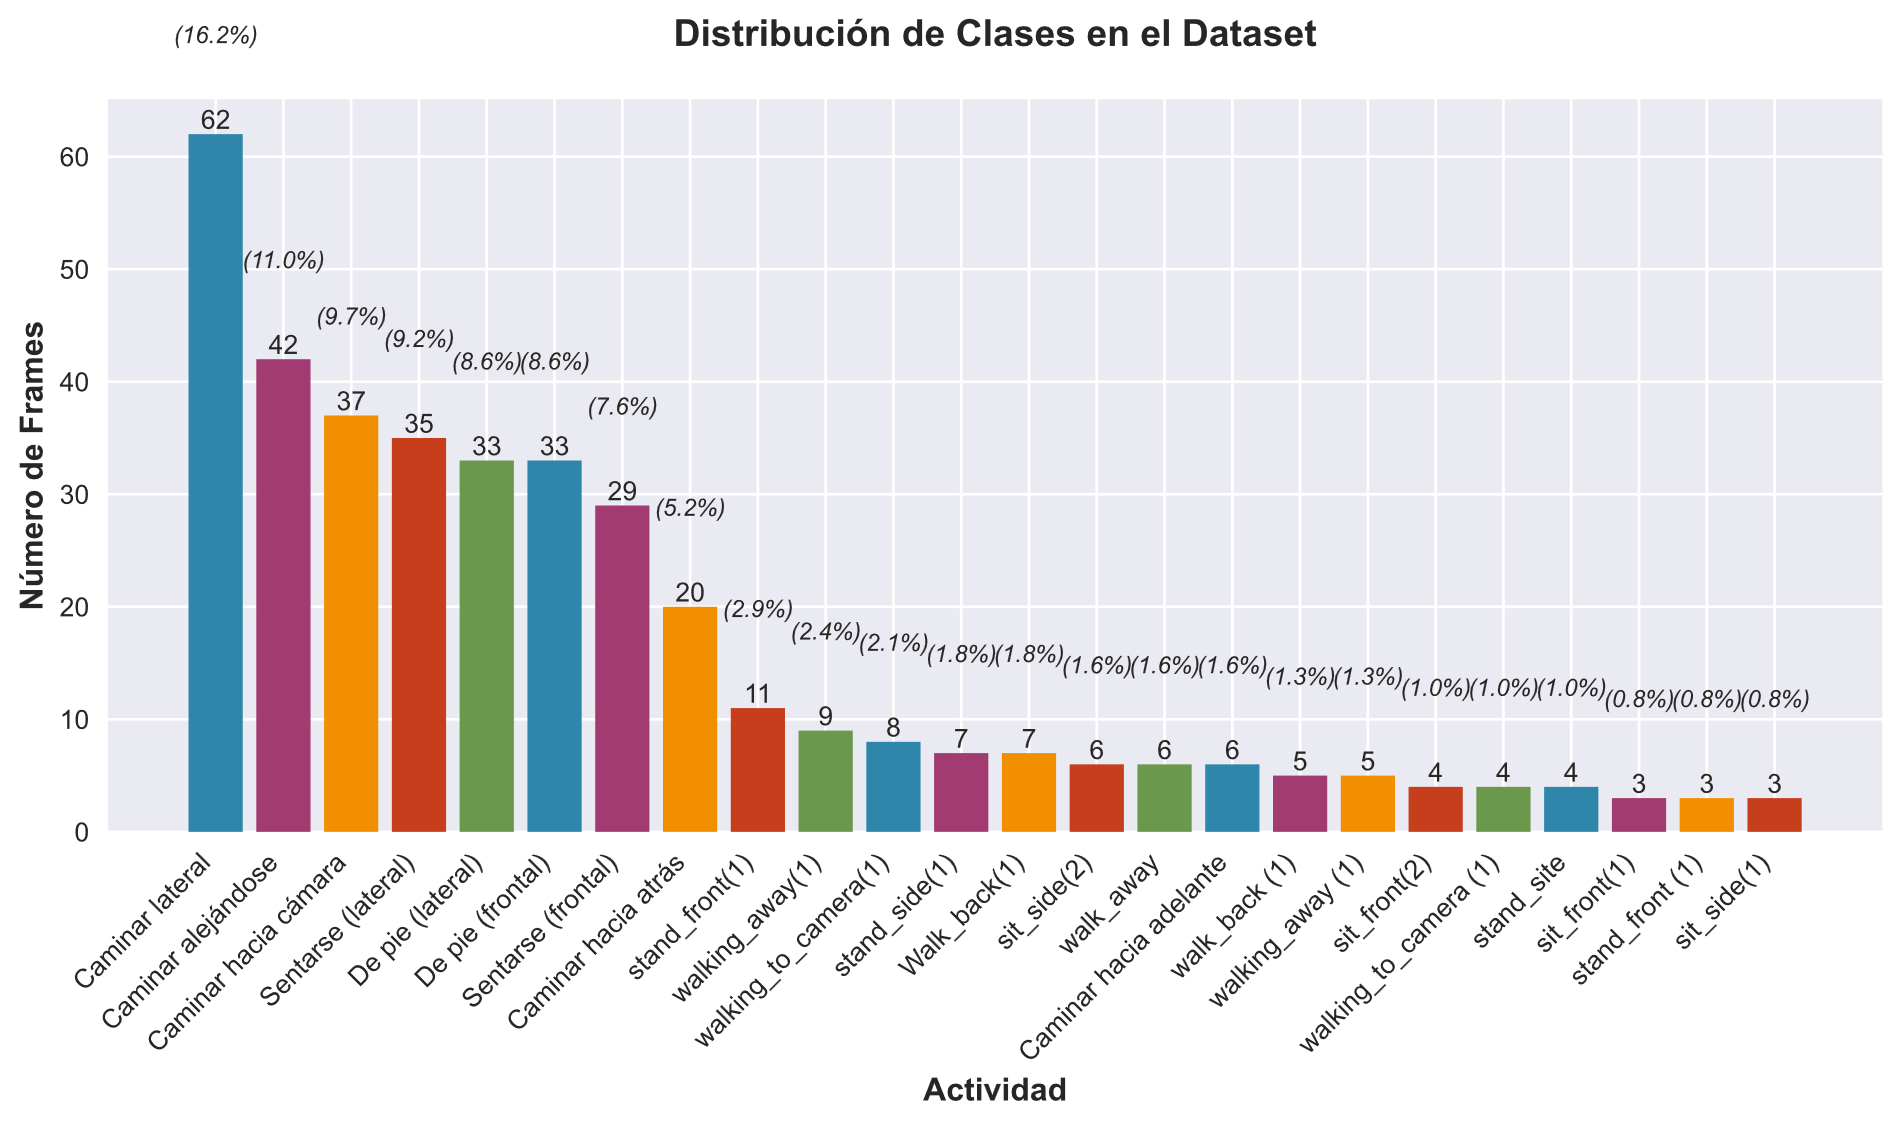 Distribución de Clases en el Dataset
(16.2%)
62
(11.0%)
42
(9.7%)
37
(9.2%)
35
(8.6%)
33
(8.6%)
33
(7.6%)
29
(5.2%)
20
(2.9%)
11
(2.4%)
9
(2.1%)
8
(1.8%)
7
(1.8%)
7
(1.6%)
6
(1.6%)
6
(1.6%)
6
(1.3%)
5
(1.3%)
5
(1.0%)
4
(1.0%)
4
(1.0%)
4
(0.8%)
3
(0.8%)
3
(0.8%)
3
Número de Frames
60
50
40
30
20
10
0
Caminar lateral
Caminar alejándose
Caminar hacia cámara
Sentarse (lateral)
De pie (lateral)
De pie (frontal)
Sentarse (frontal)
Caminar hacia atrás
stand_front(1)
walking_away(1)
walking_to_camera(1)
stand_side(1)
Walk_back(1)
sit_side(2)
walk_away
Caminar hacia adelante
walk_back (1)
walking_away (1)
sit_front(2)
walking_to_camera (1)
stand_site
sit_front(1)
stand_front (1)
sit_side(1)
Actividad